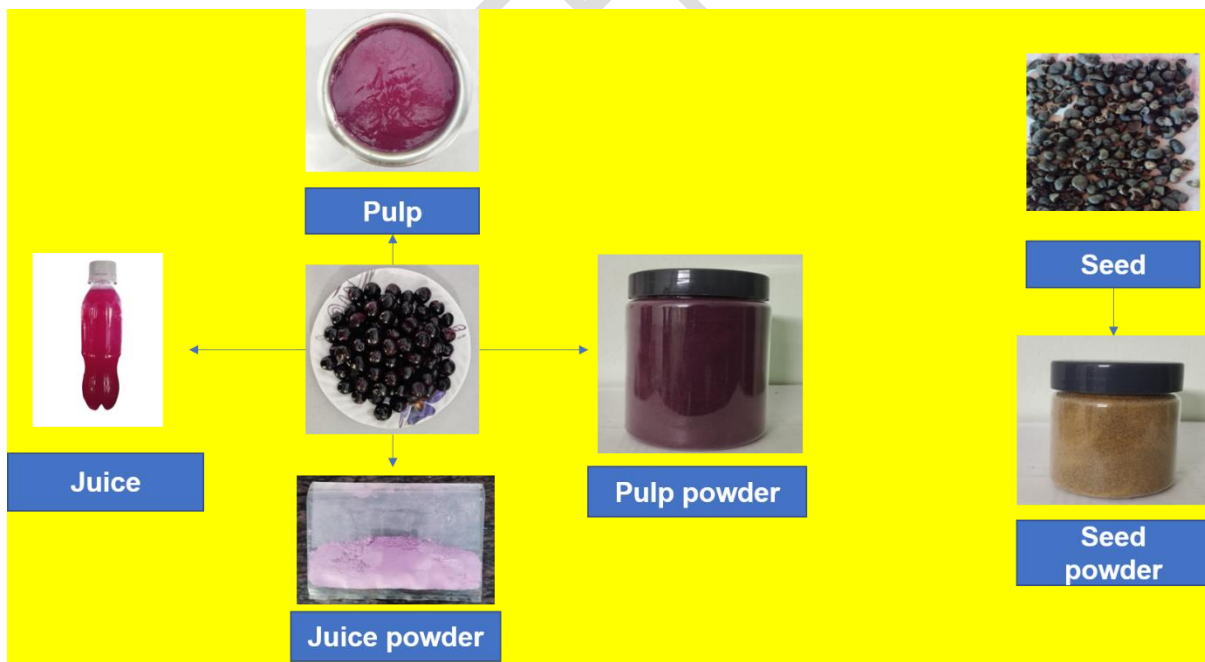 Pulp
Seed
Juice
Pulp powder
Seed
powder
Juice powder